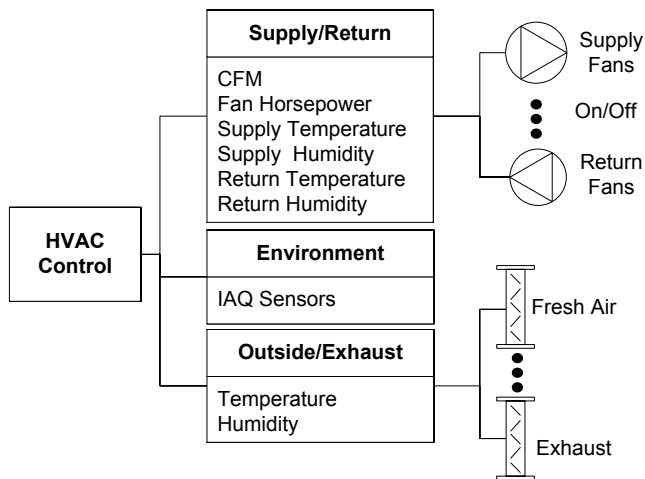 Supply/Return
CFM
Fan Horsepower
Supply Temperature
Supply Humidity
Return Temperature
Return Humidity
Supply
Fans
On/Off
Return
Fans
HVAC
Control
Environment
IAQ Sensors
Outside/Exhaust
Temperature
Humidity
Fresh Air
Exhaust